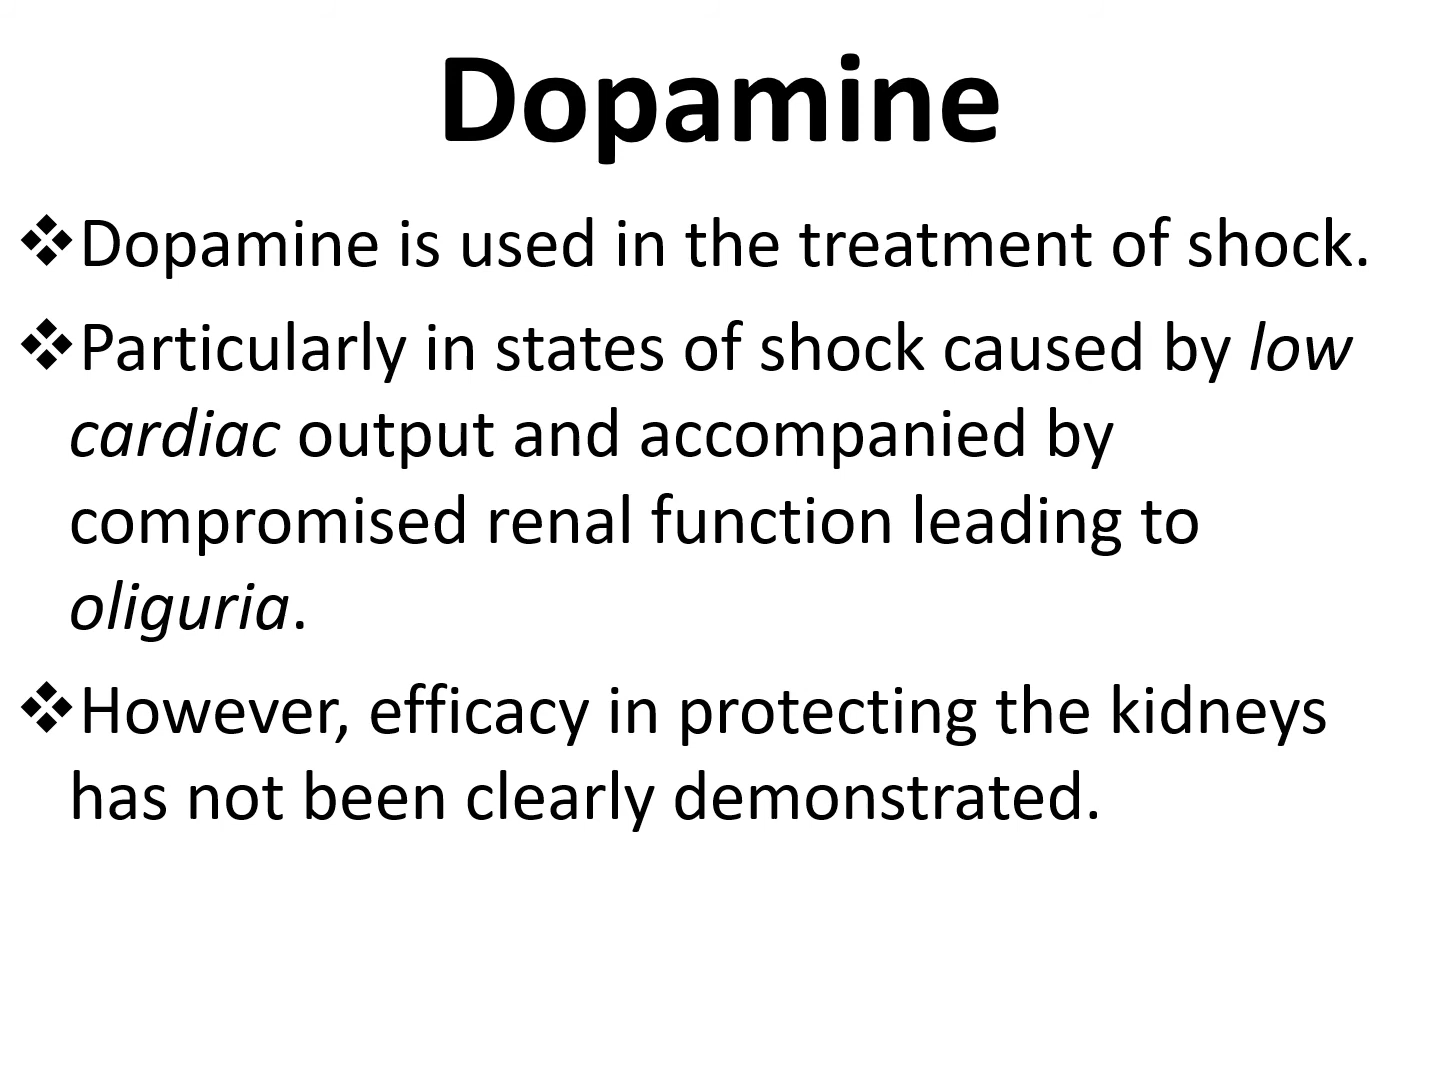 Dopamine
❖Dopamine is used in the treatment of shock.
❖Particularly in states of shock caused by low
cardiac output and accompanied by
compromised renal function leading to
oliguria.
❖However, efficacy in protecting the kidneys
has not been clearly demonstrated.